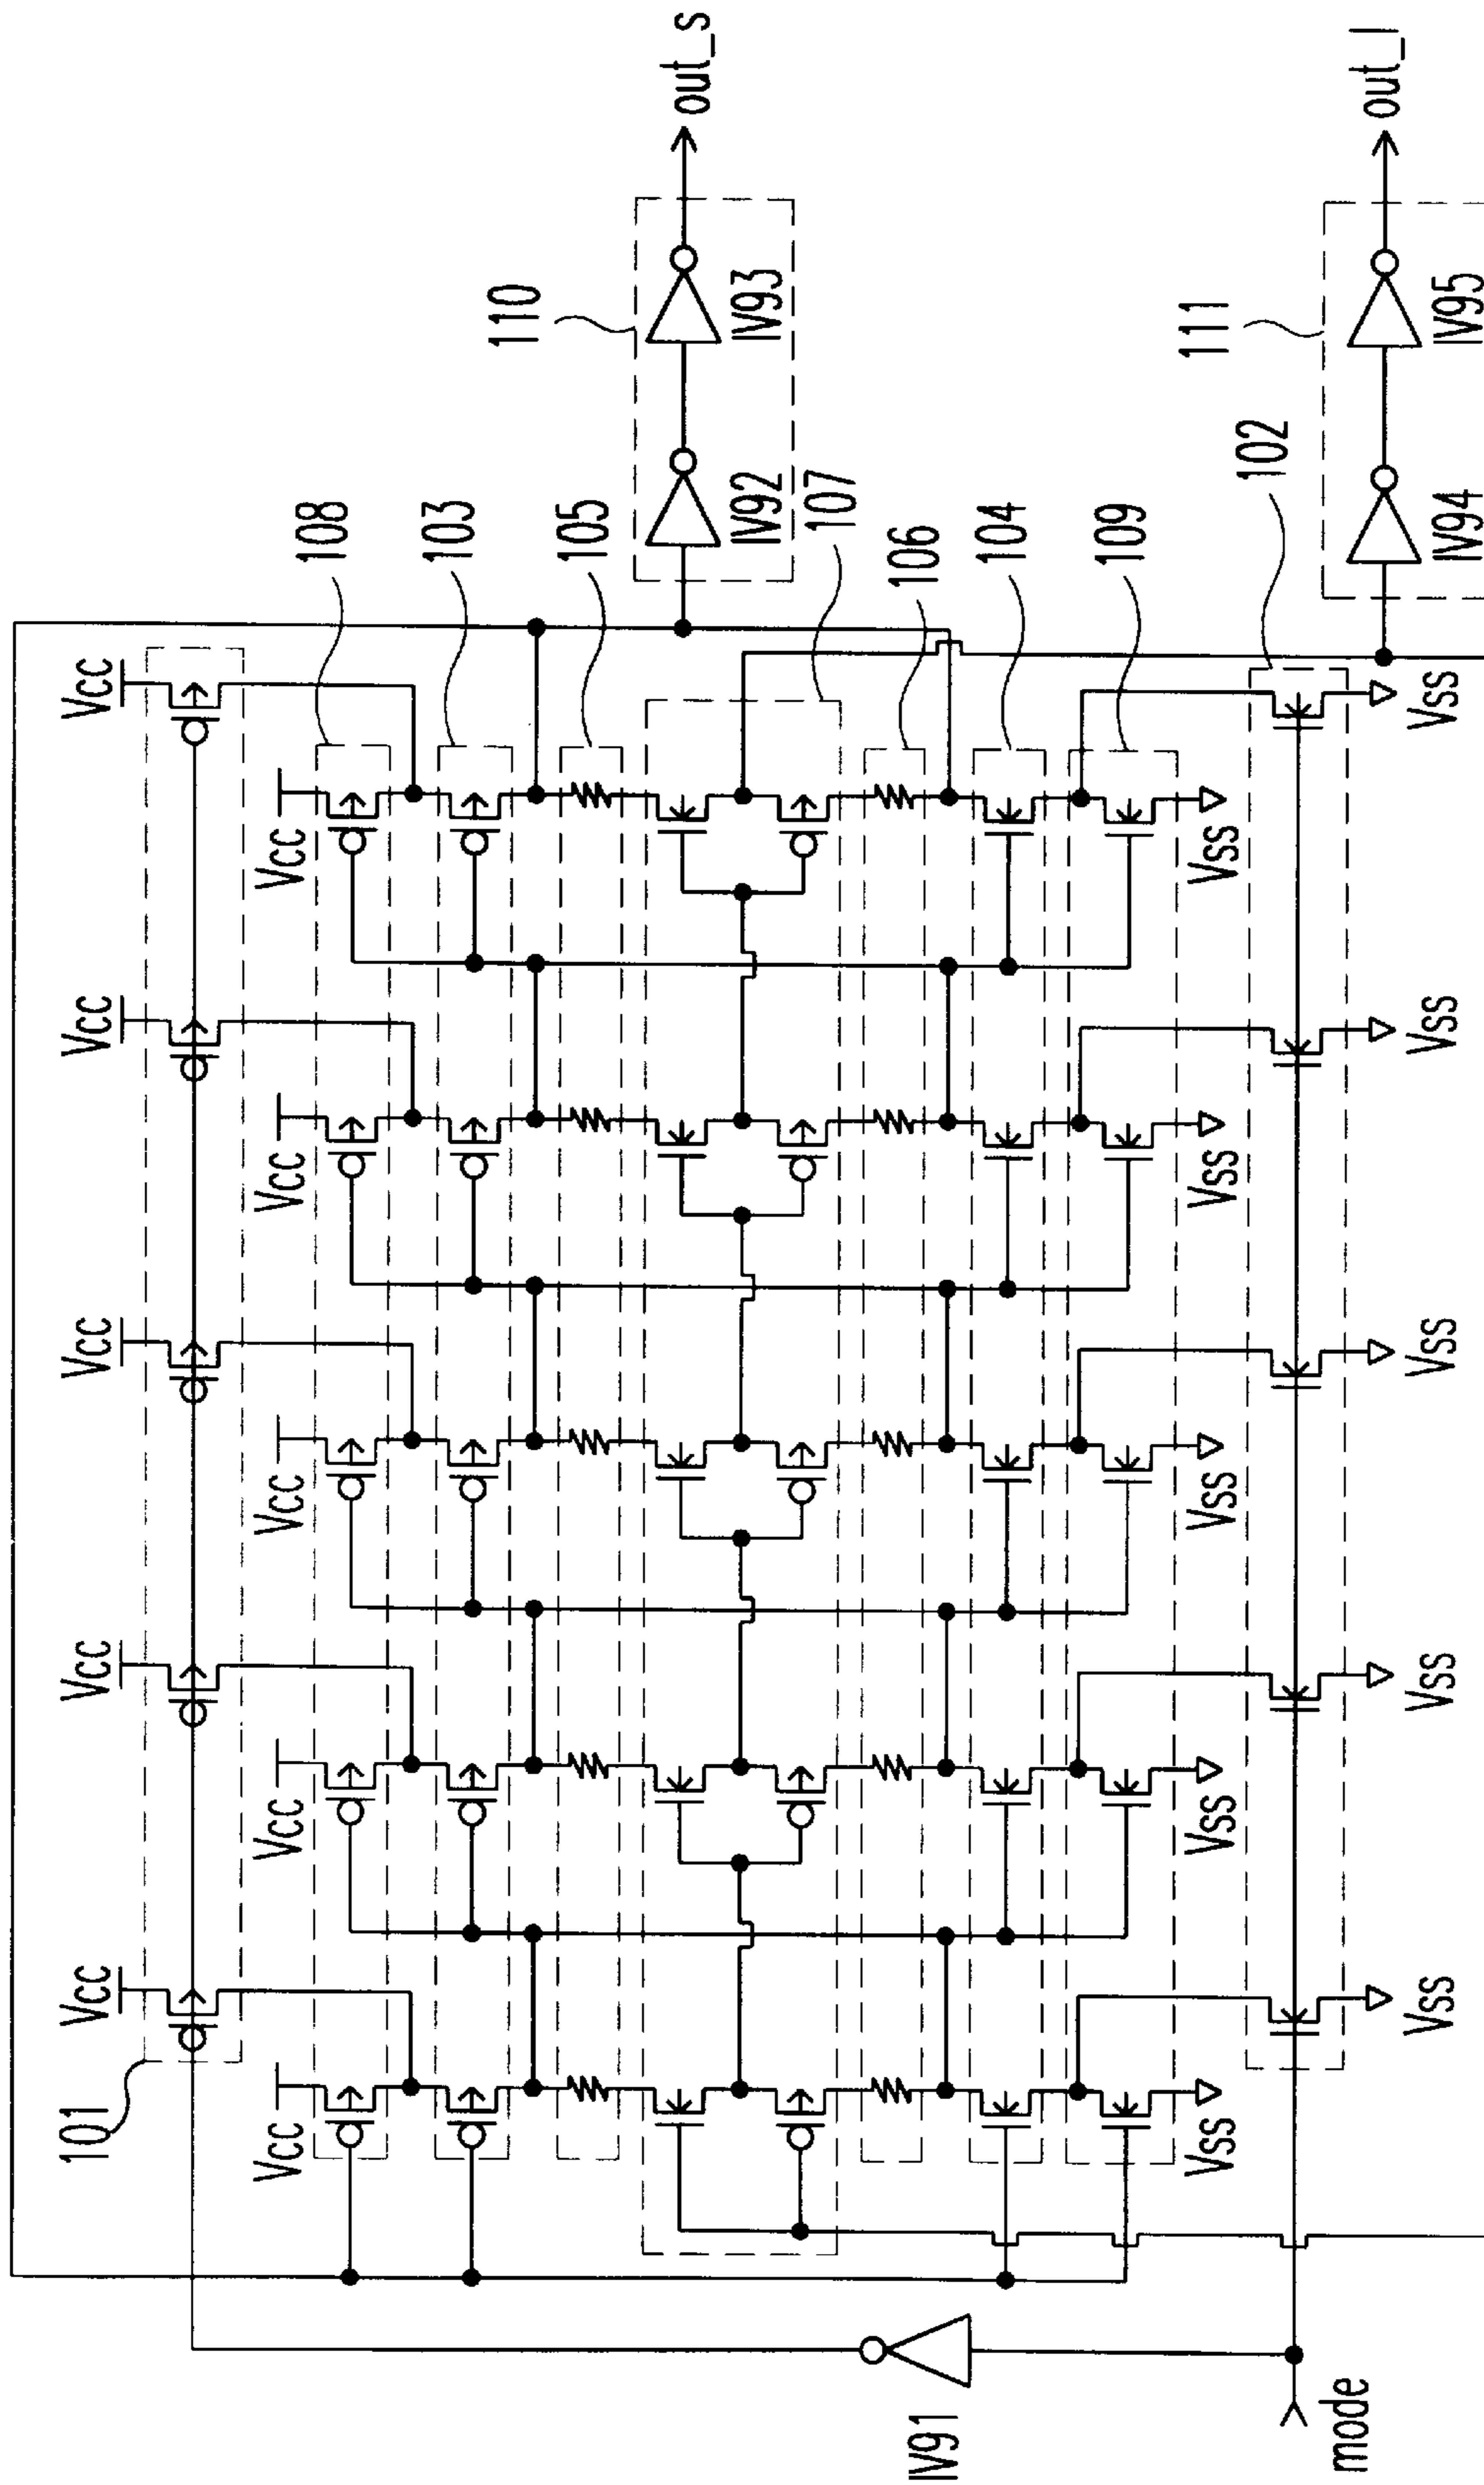 101
Vcc
Vcc
Vcc
Vcc
Vcc
Vcc
Vcc
Vcc
Vcc
Vcc
108
103
110
105
out_s
IV92
IV93
107
106
IV91
104
109
111
Vss
Vss
Vss
Vss
Vss
102
mode
out_l
Vss
Vss
Vss
Vss
Vss
IV94
IV95